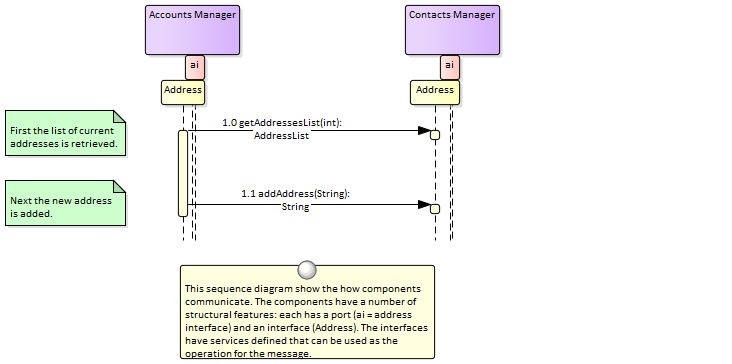 Accounts Manager
Contacts Manager
ai
ai
Address
Address
First the list of current
addresses is retrieved.
1.0 getAddressesList(int):
AddressList
Next the new address
is added.
1.1 addAddress(String):
String
This sequence diagram show the how components
communicate. The components have a number of
structural features: each has a port (ai = address
interface) and an interface (Address). The interfaces
have services defined that can be used as the
operation for the message.